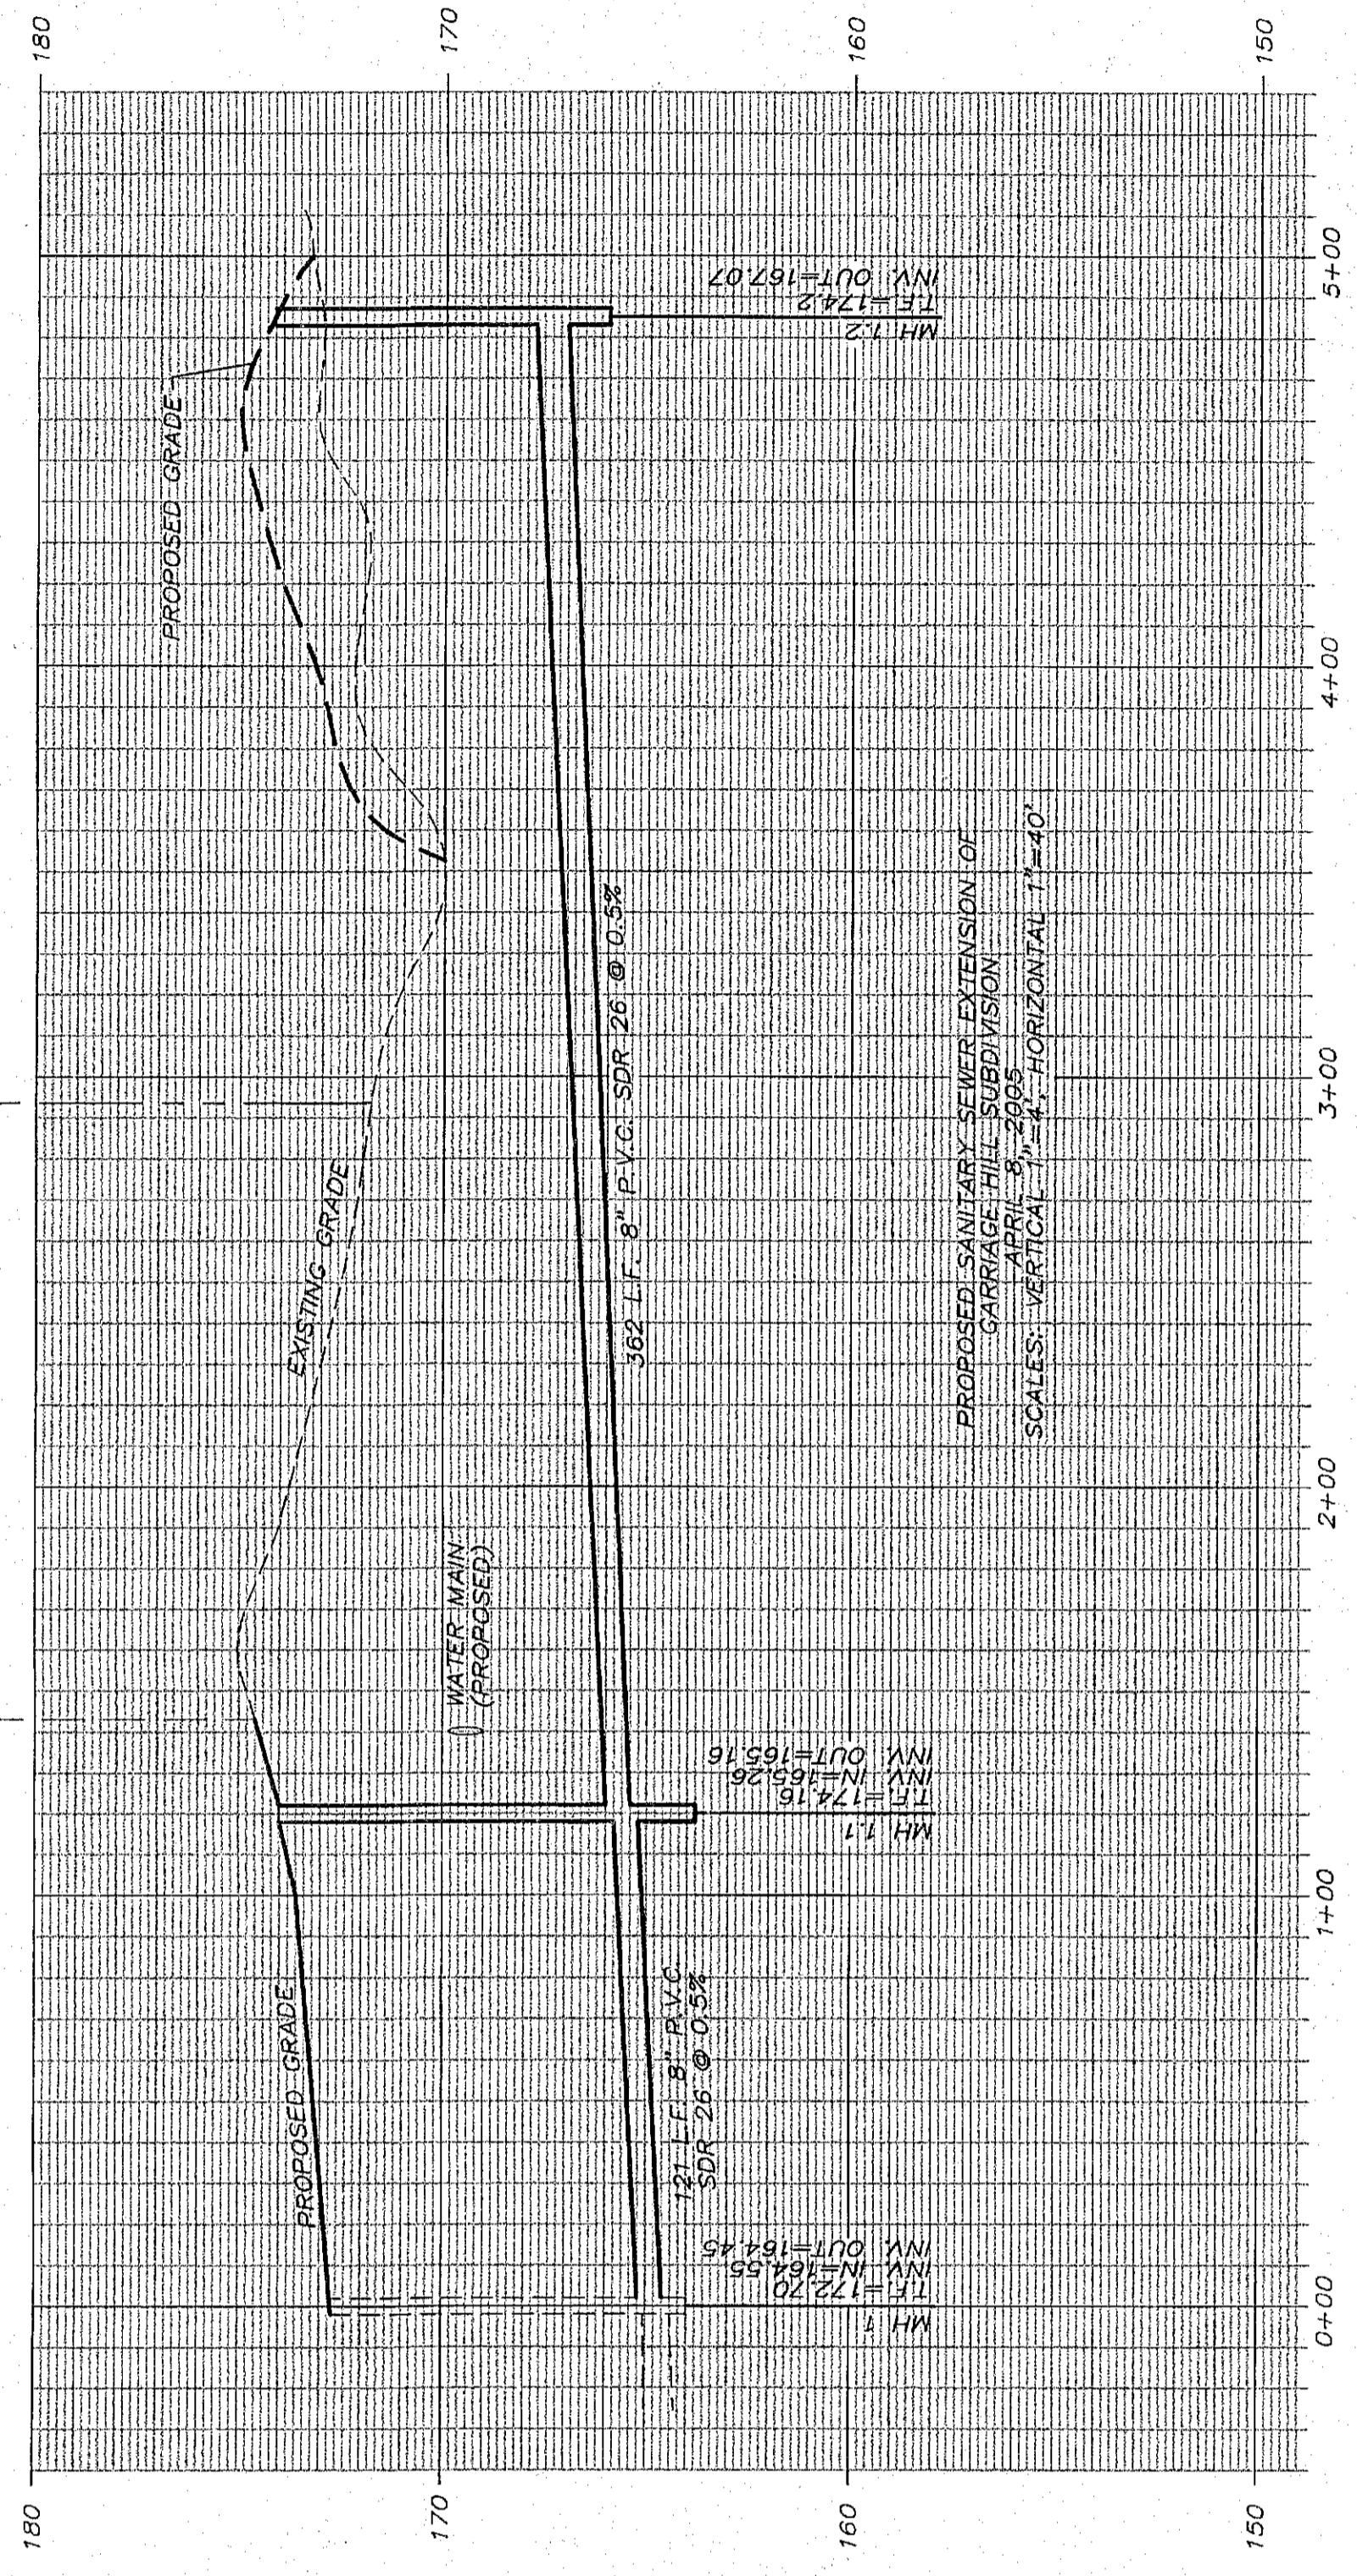 180
170
160
150
180
170
160
150
PROPOSED GRADE
EXISTING GRADE
PROPOSED GRADE
WATER MAIN
(PROPOSED)
121 L.F. 8" P.V.C.
SDR 26 @ 0.5%
362 L.F. 8" P.V.C. SDR 26 @ 0.5%
MH 1
T.F.=172.70
INV. IN=164.55
INV. OUT=164.45
MH 1.1
T.F.=174.16
INV. IN=165.26
INV. OUT=165.16
MH 1.2
T.F.=174.2
INV. OUT=167.07
PROPOSED SANITARY SEWER EXTENSION OF
CARRIAGE HILL SUBDIVISION
APRIL 8, 2005
SCALES: VERTICAL 1"=4', HORIZONTAL 1"=40'
0+00
1+00
2+00
3+00
4+00
5+00